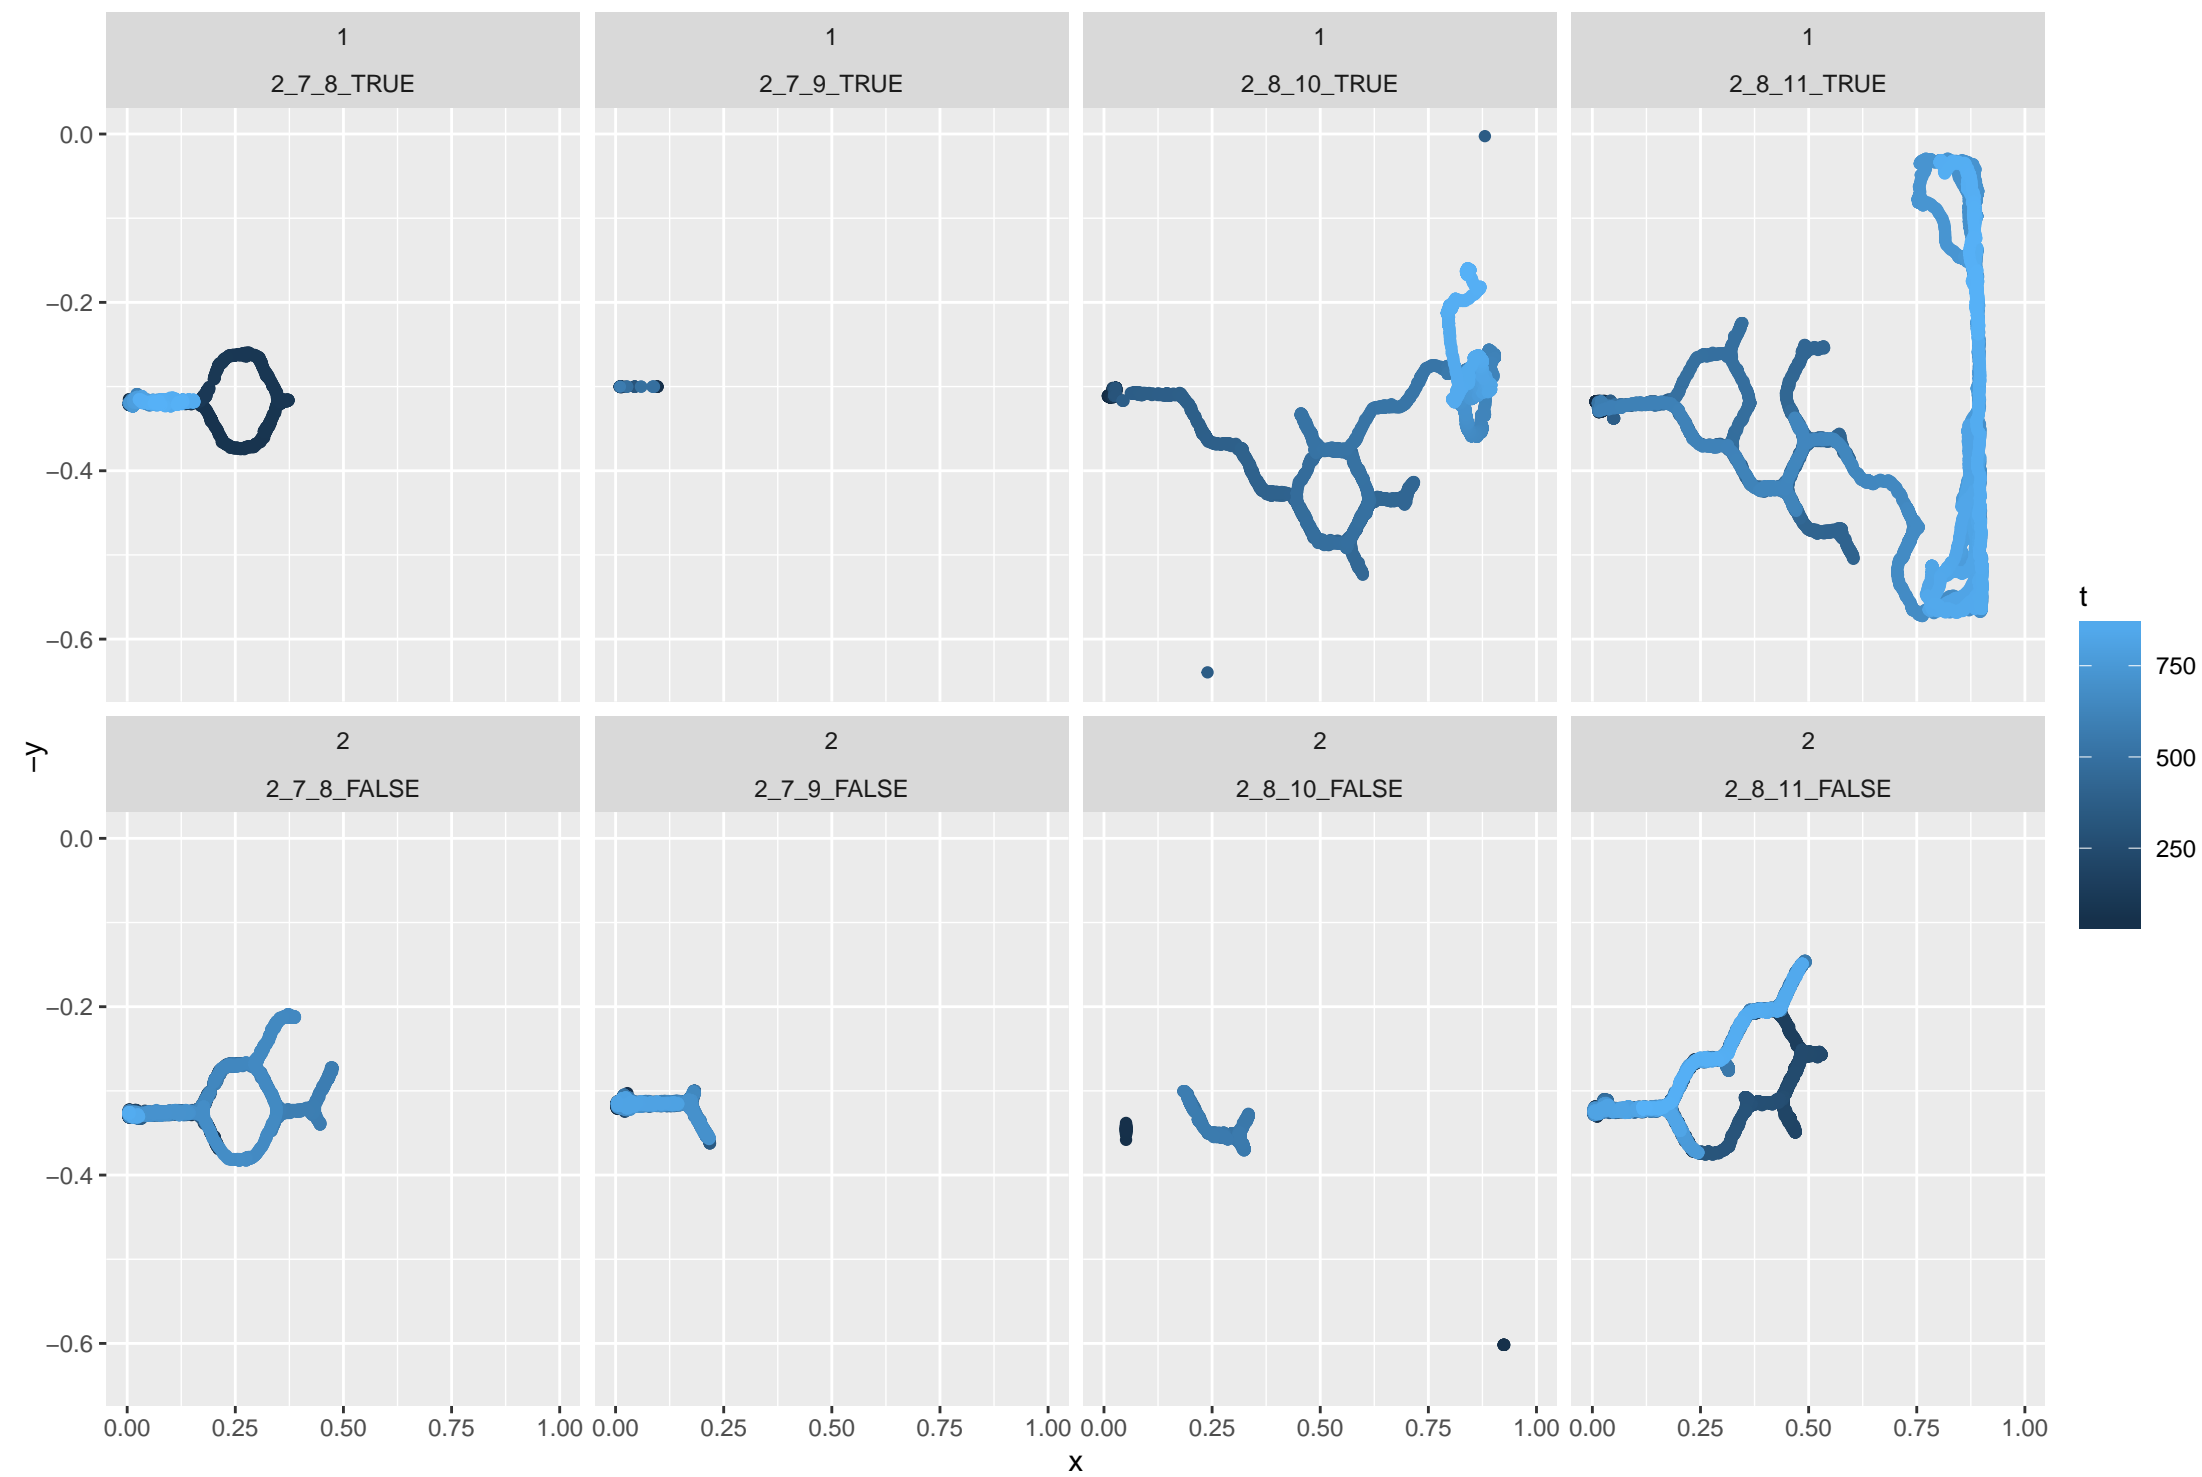 1 1 1 1
2_7_8_TRUE 2_7_9_TRUE 2_8_10_TRUE 2_8_11_TRUE
0.0
−0.2
−0.4
−0.6
2 2 2 2
2_7_8_FALSE 2_7_9_FALSE 2_8_10_FALSE 2_8_11_FALSE
0.0
−0.2
−0.4
−0.6
0.00 0.25 0.50 0.75 1.00 0.00 0.25 0.50 0.75 1.00 0.00 0.25 0.50 0.75 1.00 0.00 0.25 0.50 0.75 1.00
x
−y
t
750
500
250